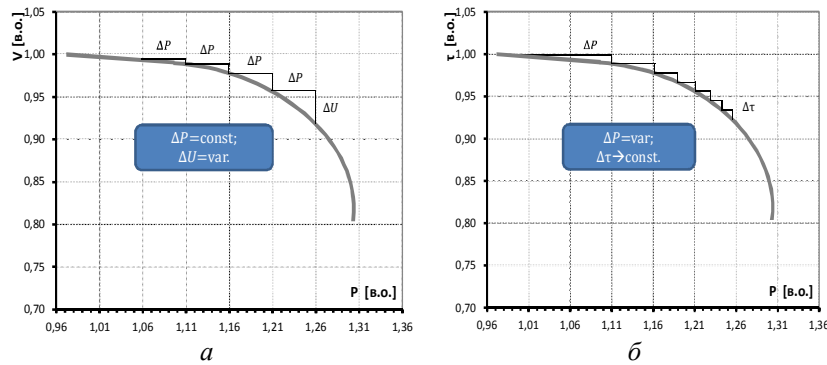 V [в.о.]
1,05
1,00
0,95
0,90
0,85
0,80
0,75
0,70
ΔP
ΔP
ΔP
ΔP
ΔU
ΔP=const;
ΔU=var.
P [в.о.]
0,96 1,01 1,06 1,11 1,16 1,21 1,26 1,31 1,36
а
τ [в.о.]
1,05
1,00
0,95
0,90
0,85
0,80
0,75
0,70
ΔP
Δτ
ΔP=var;
Δτ→const.
P [в.о.]
0,96 1,01 1,06 1,11 1,16 1,21 1,26 1,31 1,36
б